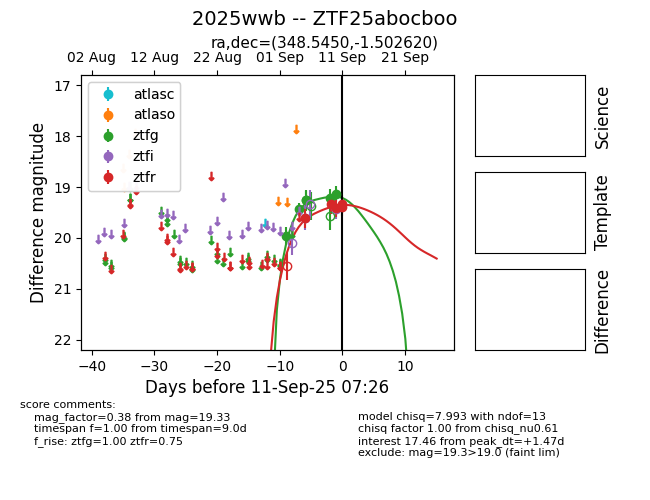 2025wwb -- ZTF25abocboo
ra,dec=(348.5450,-1.502620)
02 Aug 12 Aug 22 Aug 01 Sep 11 Sep 21 Sep
17
18
19
20
21
22
Difference magnitude
atlasc
atlaso
ztfg
ztfi
ztfr
−40 −30 −20 −10 0 10
Days before 11-Sep-25 07:26
Science
Template
Difference
score comments:
mag_factor=0.38 from mag=19.33
timespan f=1.00 from timespan=9.0d
f_rise: ztfg=1.00 ztfr=0.75
model chisq=7.993 with ndof=13
chisq factor 1.00 from chisq_nu0.61
interest 17.46 from peak_dt=+1.47d
exclude: mag=19.3>19.0 (faint lim)